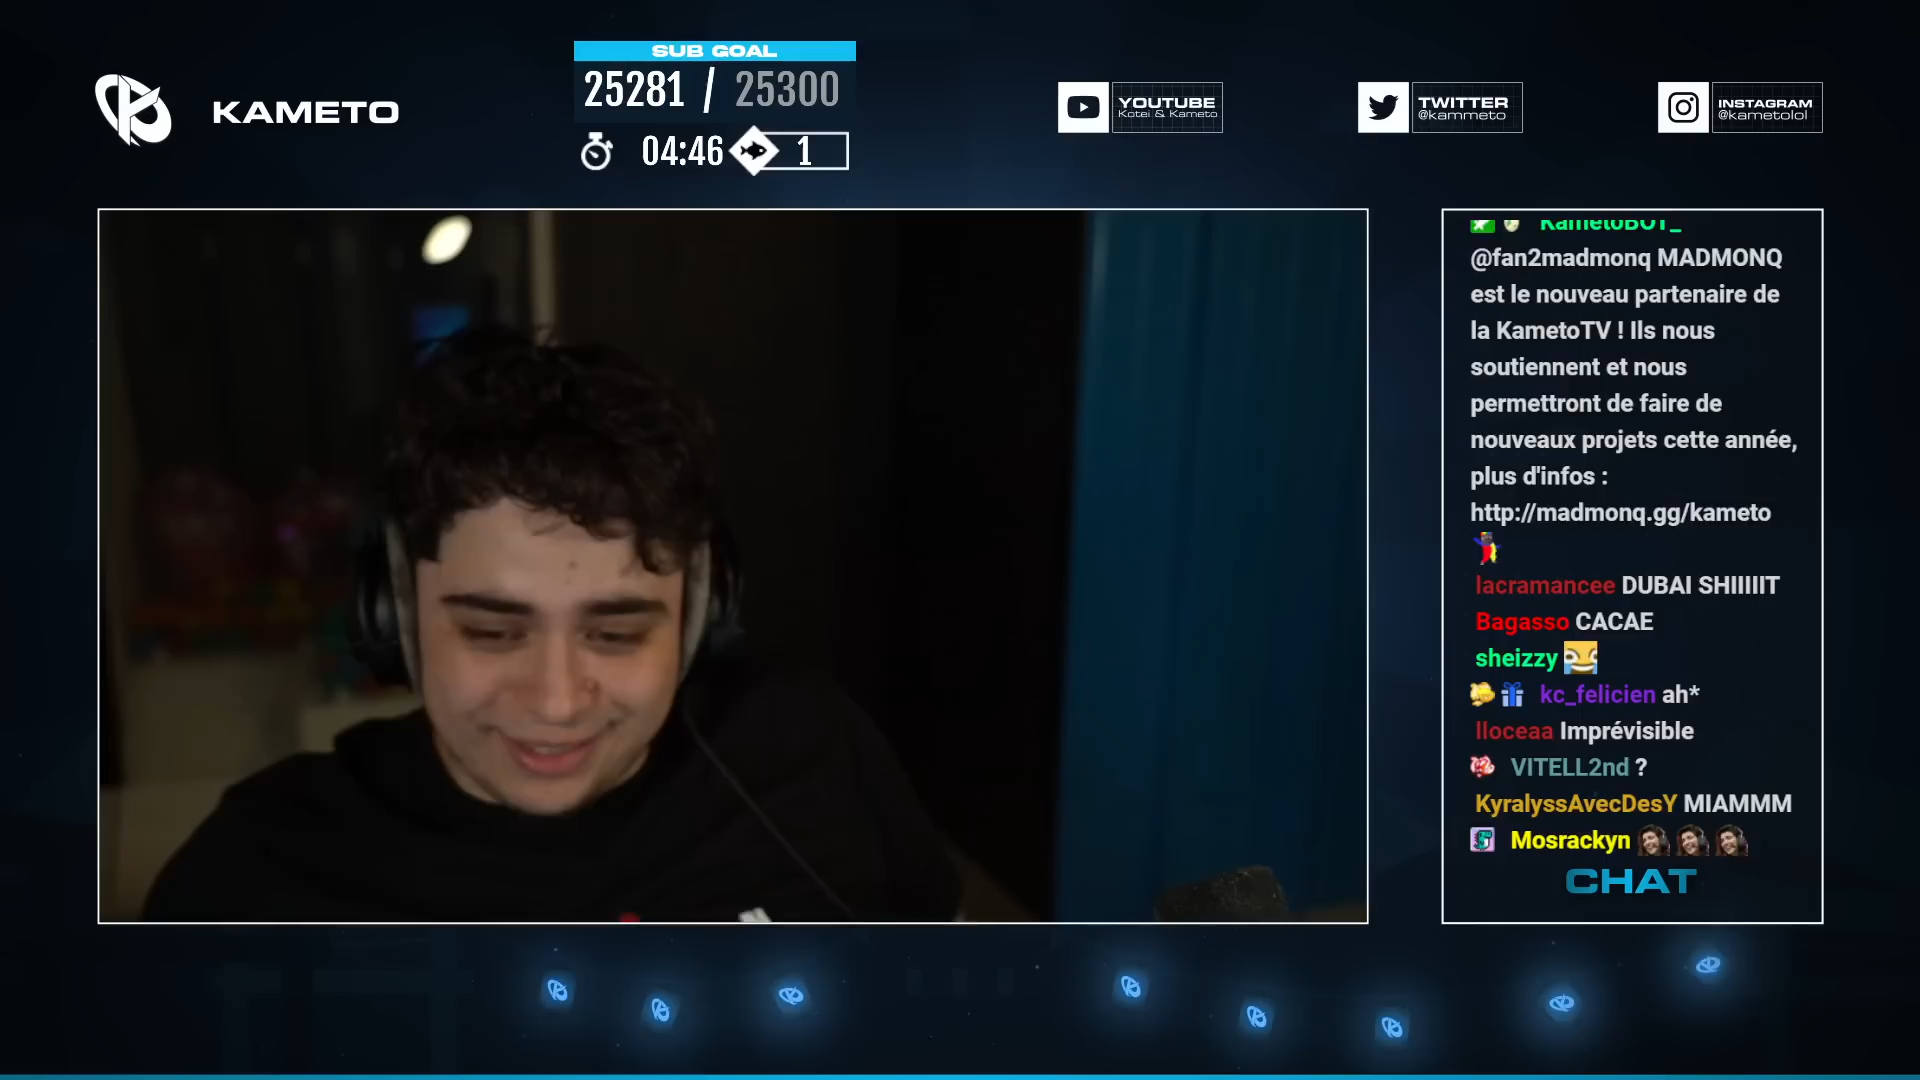 KAMETO
SUB GOAL
25281 / 25300
04:46
1
YOUTUBE
Kotei & Kameto
TWITTER
@kammeto
INSTAGRAM
@kametolol
KametoBOT_
@fan2madmonq MADMONQ
est le nouveau partenaire de
la KametoTV ! Ils nous
soutiennent et nous
permettront de faire de
nouveaux projets cette année,
plus d'infos :
http://madmonq.gg/kameto
lacramancee DUBAI SHIIIIIT
Bagasso CACAE
sheizzy
kc_felicien ah*
lloceaa Imprévisible
VITELL2nd ?
KyralyssAvecDesY MIAMMM
Mosrackyn
CHAT